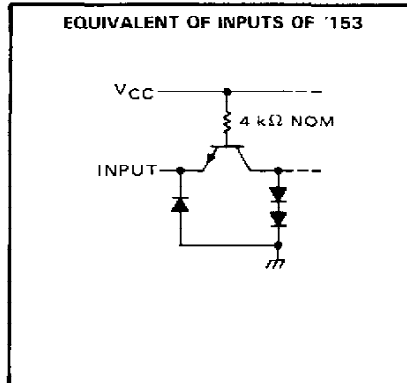 EQUIVALENT OF INPUTS OF '153
VCC
4 kΩ NOM
INPUT